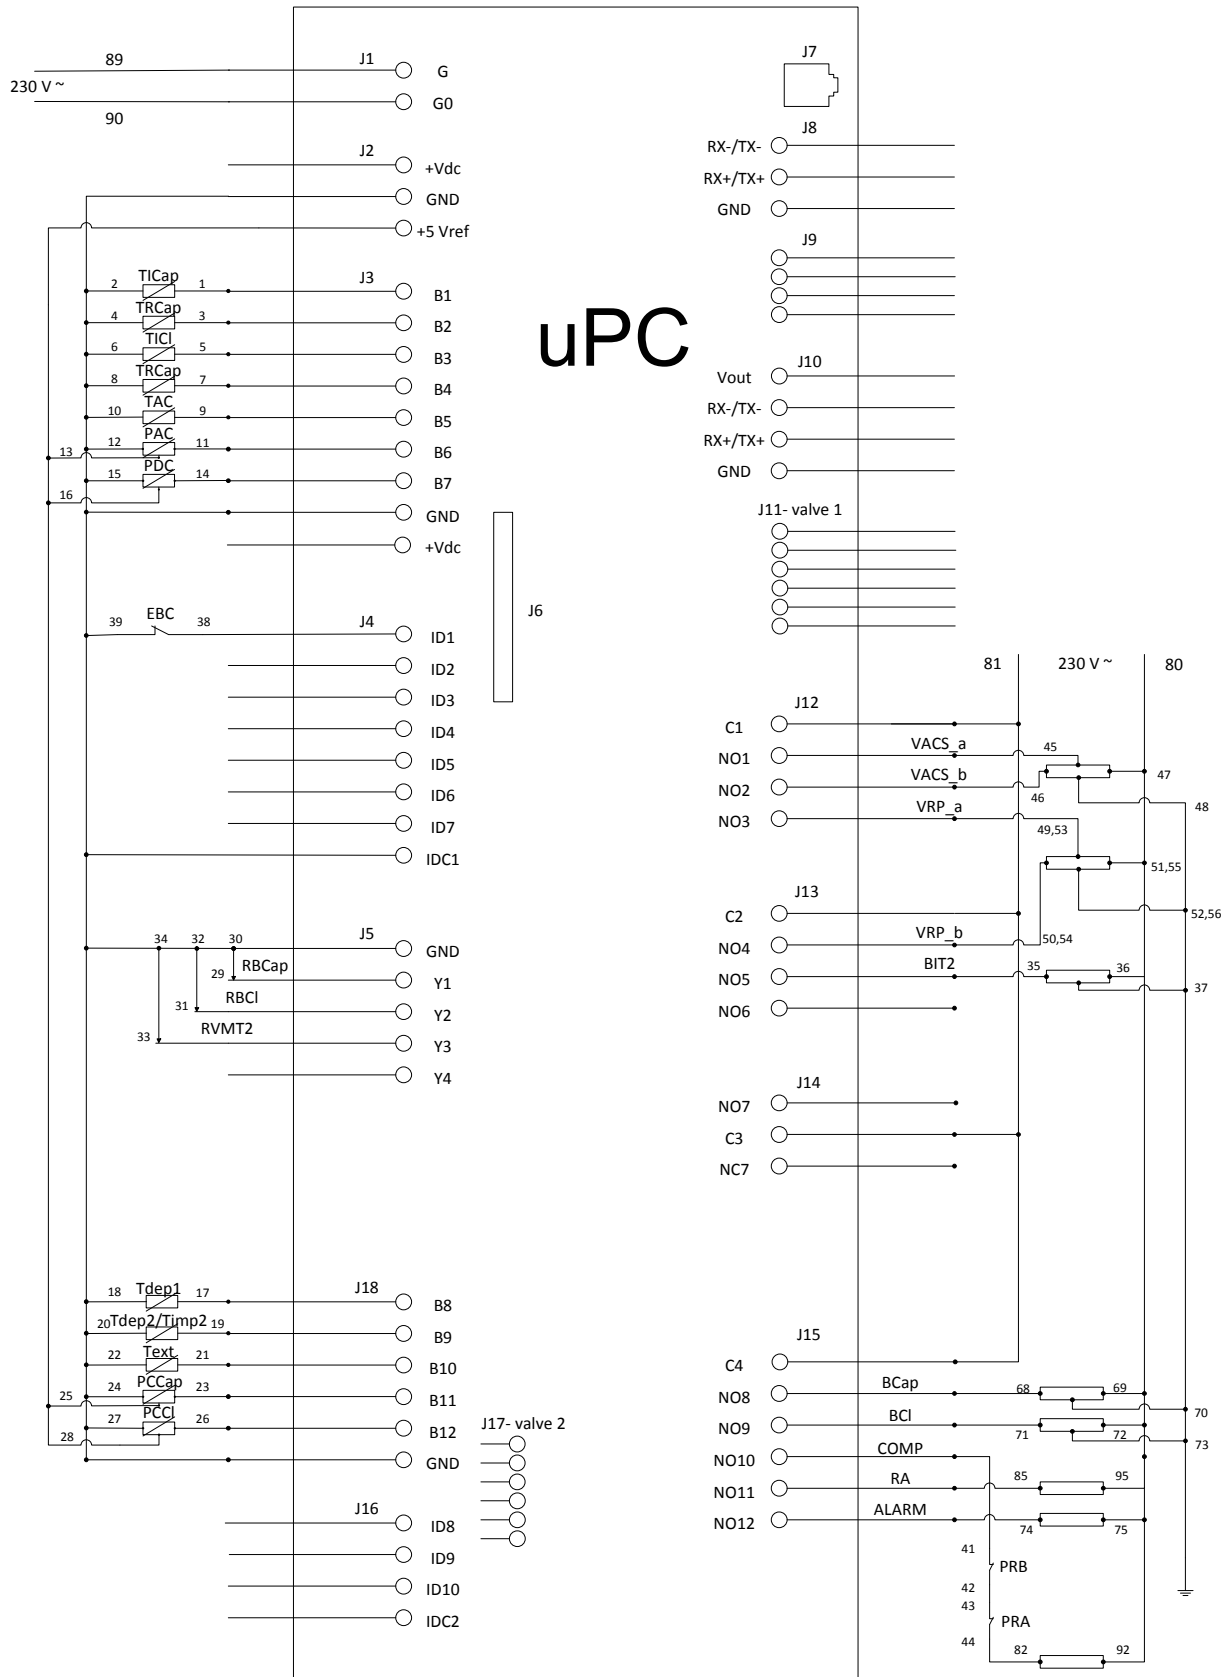 89
J1
G
230 V ~
G0
90
J2
+Vdc
GND
+5 Vref
2 TICap 1
J3
B1
4 TRCap 3
B2
6 TICl 5
B3
8 TRCap 7
B4
10 TAC 9
B5
12 PAC 11
13
B6
15 PDC 14
16
B7
GND
+Vdc
J6
39 EBC 38
J4
ID1
ID2
ID3
ID4
ID5
ID6
ID7
IDC1
34 32 30
J5
GND
29 RBCap
Y1
31 RBCl
Y2
33 RVMT2
Y3
Y4
18 Tdep1 17
J18
B8
20 Tdep2/Timp2 19
B9
22 Text 21
B10
24 PCCap 23
25
B11
27 PCCl 26
28
B12
GND
J17- valve 2
J16
ID8
ID9
ID10
IDC2
uPC
J7
J8
RX-/TX-
RX+/TX+
GND
J9
J10
Vout
RX-/TX-
RX+/TX+
GND
J11- valve 1
81 230 V ~ 80
J12
C1
NO1 VACS_a 45
47
NO2 VACS_b 46
48
NO3 VRP_a
49,53
51,55
J13
C2
52,56
NO4 VRP_b 50,54
NO5 BIT2 35 36
37
NO6
J14
NO7
C3
NC7
J15
C4
NO8 BCap 68 69
70
NO9 BCl 71 72
73
NO10 COMP
NO11 RA 85 95
NO12 ALARM 74 75
41
PRB
42
43
PRA
44
82 92